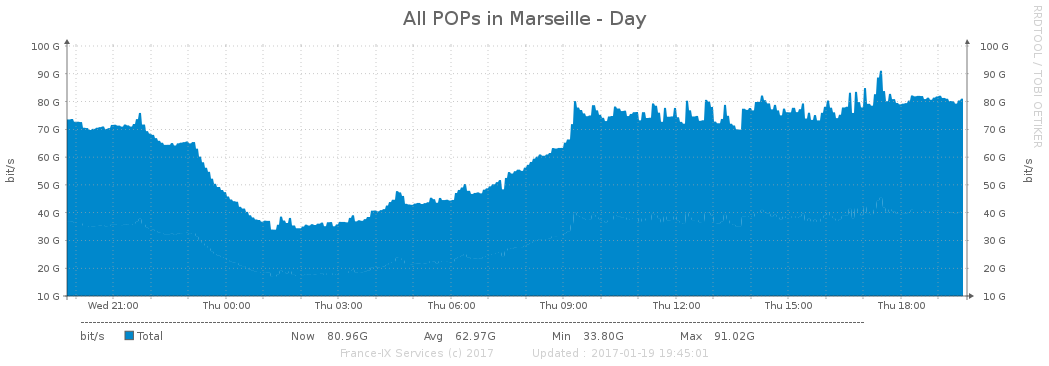 All POPs in Marseille - Day
RRDTOOL / TOBI OETIKER
100 G 100 G
90 G 90 G
80 G 80 G
70 G 70 G
60 G 60 G
50 G 50 G
40 G 40 G
30 G 30 G
20 G 20 G
10 G 10 G
bit/s
bit/s
Wed 21:00 Thu 00:00 Thu 03:00 Thu 06:00 Thu 09:00 Thu 12:00 Thu 15:00 Thu 18:00
bit/s Total Now 80.96G Avg 62.97G Min 33.80G Max 91.02G
France-IX Services (c) 2017 Updated : 2017-01-19 19:45:01